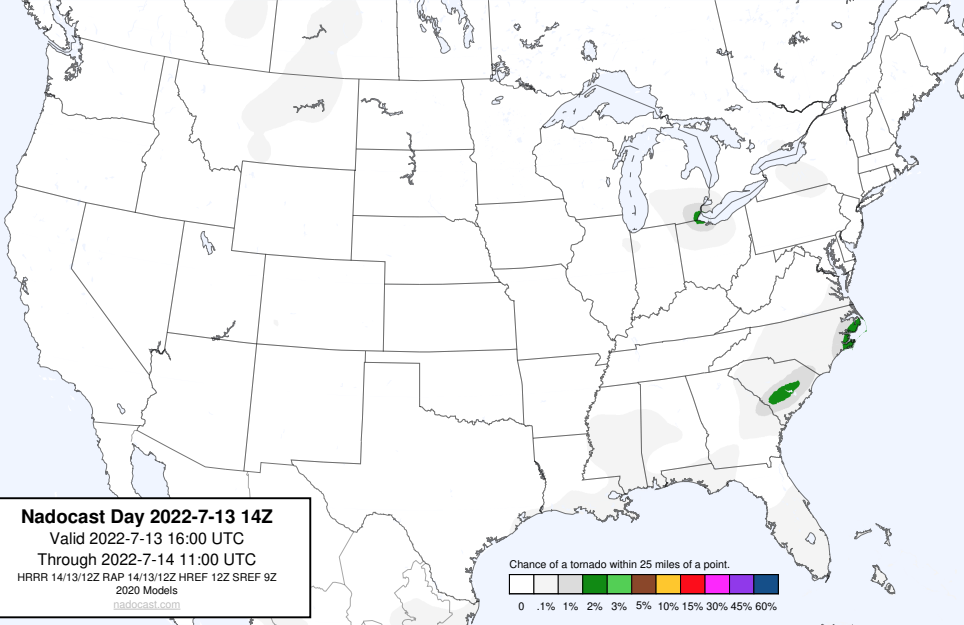 Nadocast Day 2022-7-13 14Z
Valid 2022-7-13 16:00 UTC
Through 2022-7-14 11:00 UTC
HRRR 14/13/12Z RAP 14/13/12Z HREF 12Z SREF 9Z
2020 Models
nadocast.com
Chance of a tornado within 25 miles of a point.
0 .1% 1% 2% 3% 5% 10% 15% 30% 45% 60%